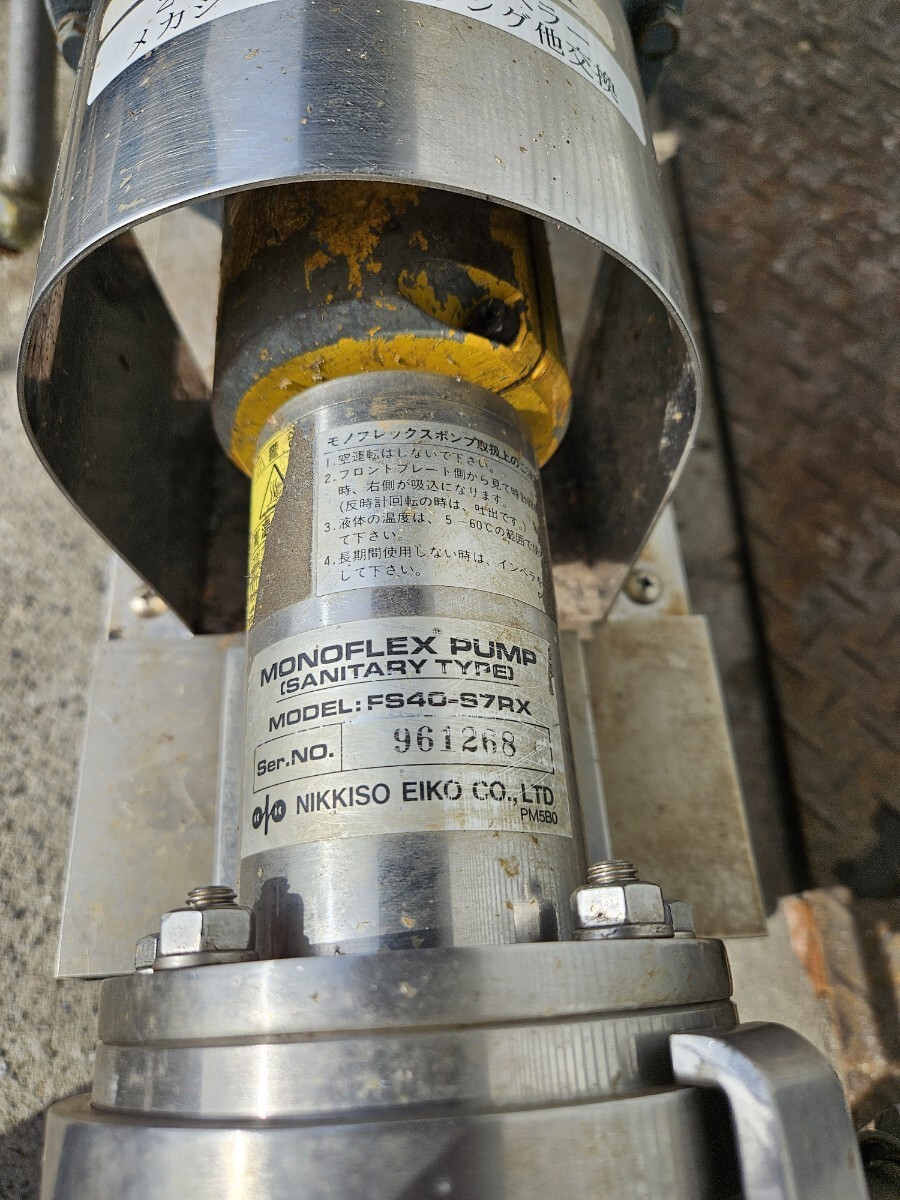 ラー
メカシ
ング他交換
モノフレックスポンプ取扱上の
1. 空運転はしないで下さい。
2. フロントプレート側から見て時計
時、右側が吸込になります。
(反時計回転の時は、吐出です。)
3. 液体の温度は、5-60℃の範囲で
て下さい。
4. 長期間使用しない時は、インペラを
して下さい。
MONOFLEX® PUMP
(SANITARY TYPE)
MODEL: FS40-S7RX
Ser.NO. 961268
NIKKISO EIKO CO., LTD
PM5B0